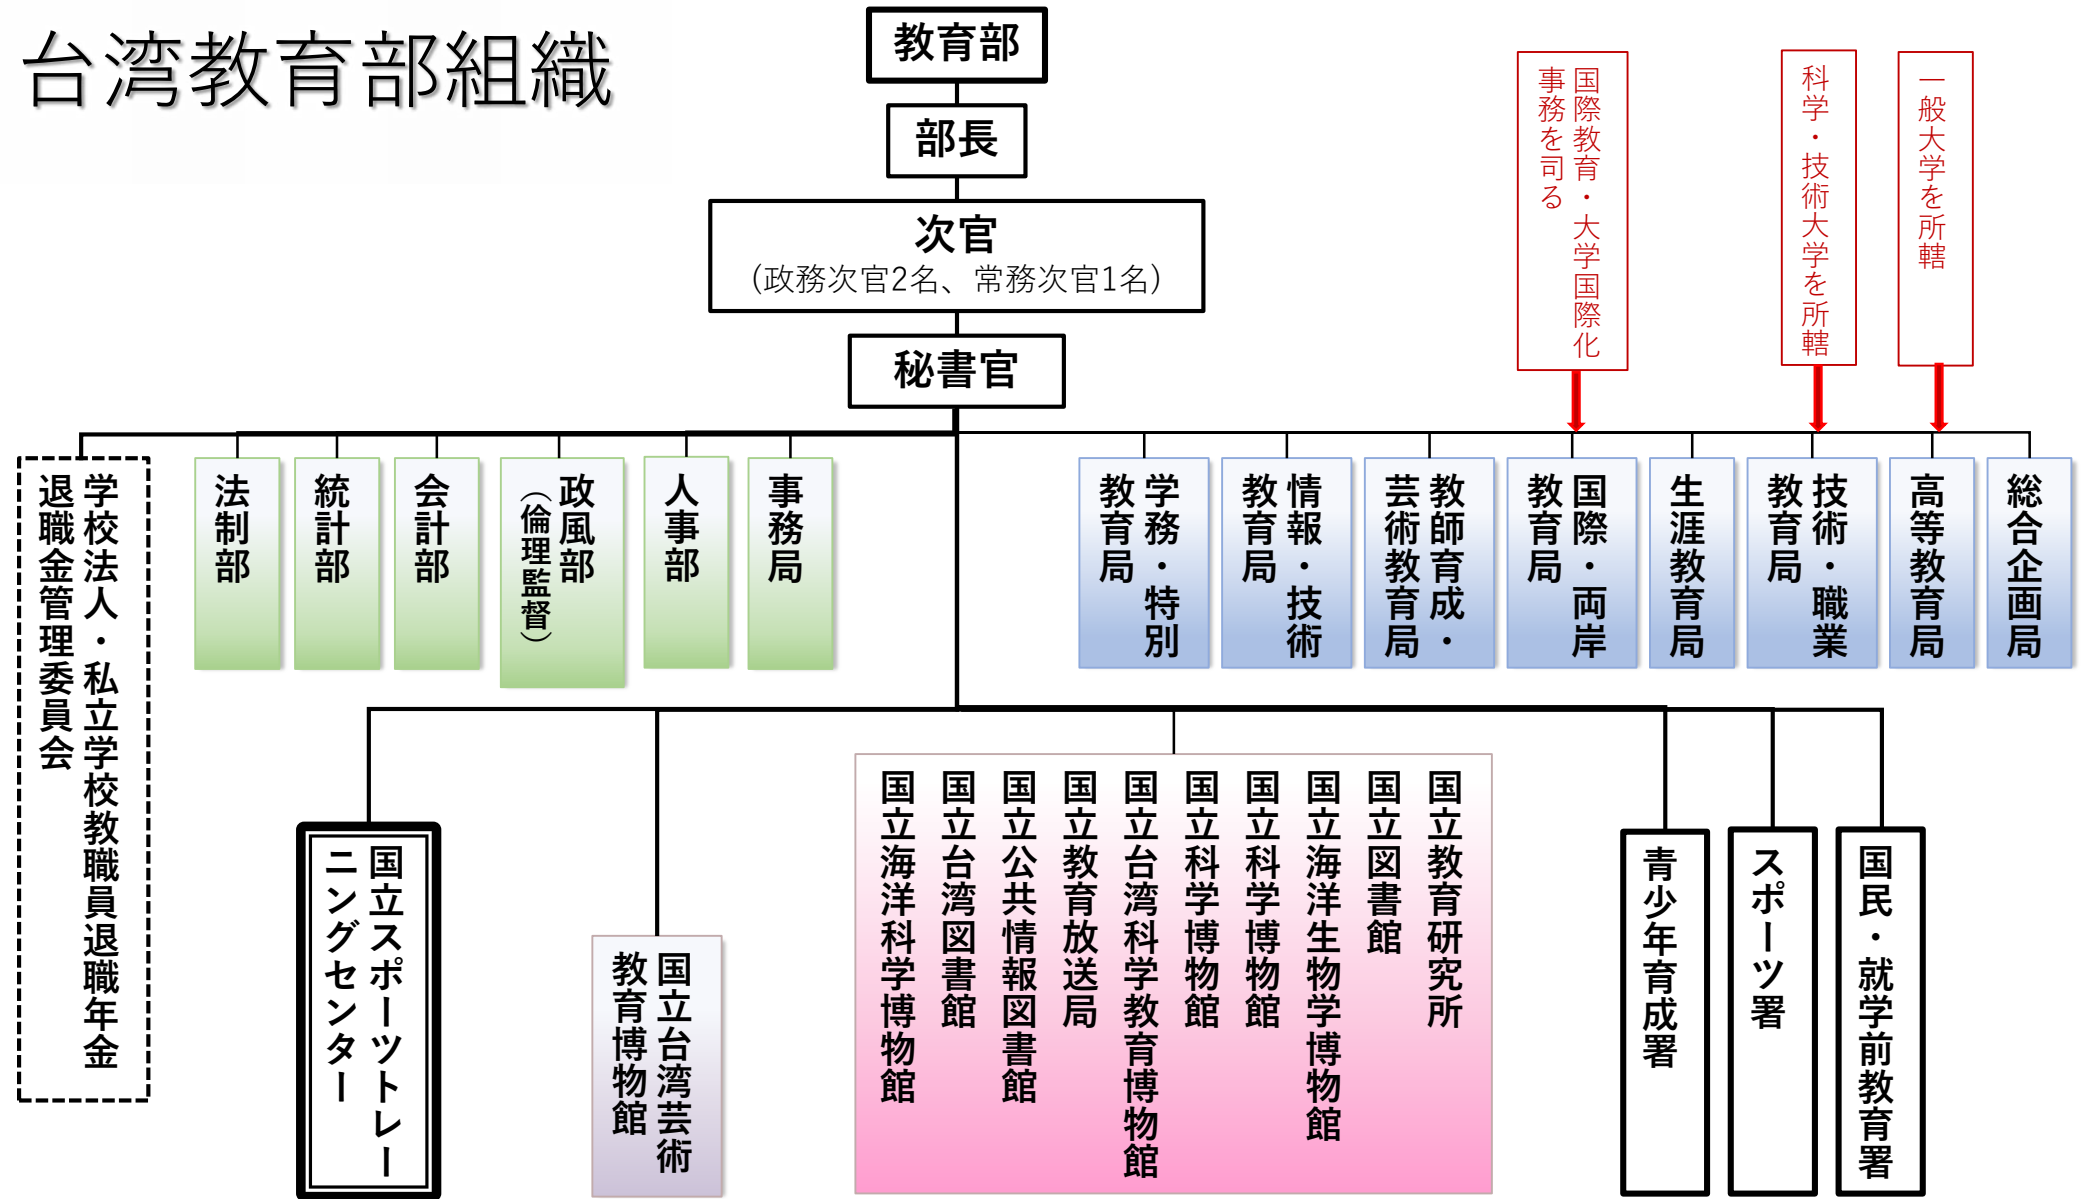 台湾教育部組織
教育部
部長
次官
（政務次官2名、常務次官1名）
秘書官
国際教育・大学国際化
事務を司る
科学・技術大学を所轄
一般大学を所轄
学校法人・私立学校教職員退職年金
退職金管理委員会
法制部
統計部
会計部
政風部
（倫理監督）
人事部
事務局
学務・特別
教育局
情報・技術
教育局
教師育成・
芸術教育局
国際・両岸
教育局
生涯教育局
技術・職業
教育局
高等教育局
総合企画局
国立スポーツトレー
ニングセンター
国立台湾芸術
教育博物館
国立教育研究所
国立図書館
国立海洋生物学博物館
国立科学博物館
国立科学博物館
国立台湾科学教育博物館
国立教育放送局
国立公共情報図書館
国立台湾図書館
国立海洋科学博物館
青少年育成署
スポーツ署
国民・就学前教育署